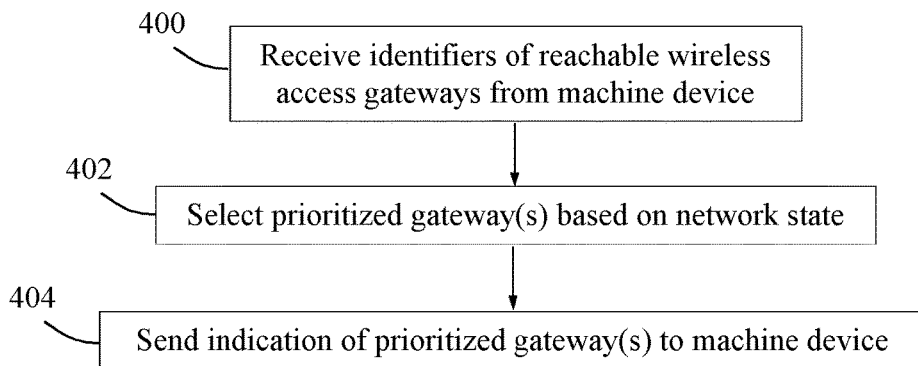 400
Receive identifiers of reachable wireless
access gateways from machine device
402
Select prioritized gateway(s) based on network state
404
Send indication of prioritized gateway(s) to machine device